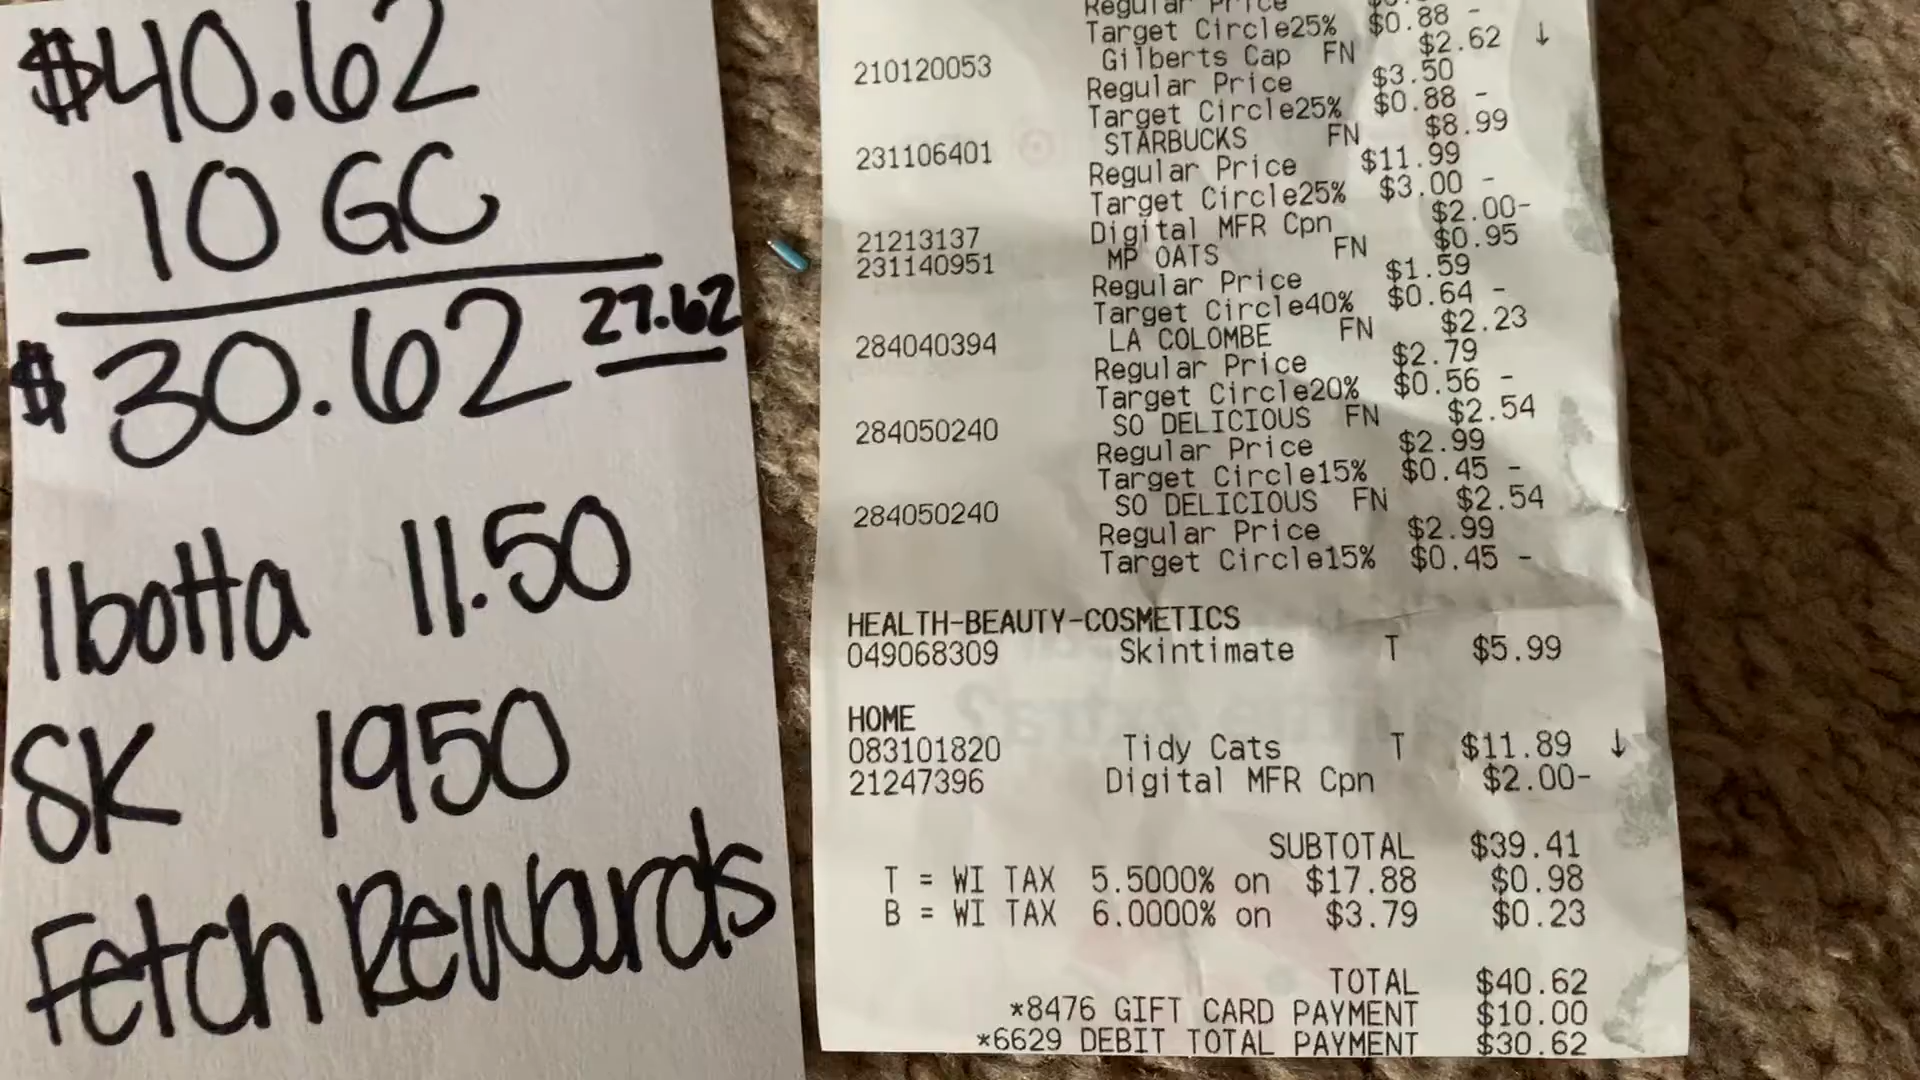 $40.62
- 10 GC
$30.62 27.62
Ibotta 11.50
SK 1950
Fetch Rewards
Regular Price
Target Circle25% $0.88 -
210120053 Gilberts Cap FN $2.62 ↓
Regular Price $3.50
Target Circle25% $0.88 -
231106401 STARBUCKS FN $8.99
Regular Price $11.99
Target Circle25% $3.00 -
21213137 Digital MFR Cpn $2.00-
231140951 MP OATS FN $0.95
Regular Price $1.59
Target Circle40% $0.64 -
284040394 LA COLOMBE FN $2.23
Regular Price $2.79
Target Circle20% $0.56 -
284050240 SO DELICIOUS FN $2.54
Regular Price $2.99
Target Circle15% $0.45 -
284050240 SO DELICIOUS FN $2.54
Regular Price $2.99
Target Circle15% $0.45 -
HEALTH-BEAUTY-COSMETICS
049068309 Skintimate T $5.99
HOME
083101820 Tidy Cats T $11.89 ↓
21247396 Digital MFR Cpn $2.00-
SUBTOTAL $39.41
T = WI TAX 5.5000% on $17.88 $0.98
B = WI TAX 6.0000% on $3.79 $0.23
TOTAL $40.62
*8476 GIFT CARD PAYMENT $10.00
*6629 DEBIT TOTAL PAYMENT $30.62